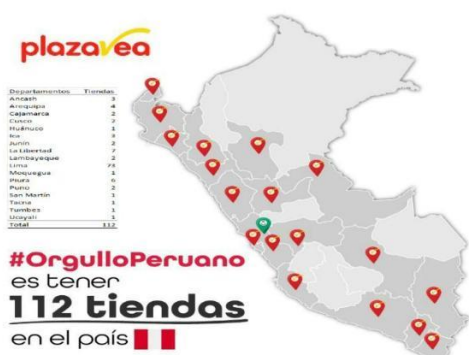 plazavea
Departamentos Tiendas
Ancash 3
Arequipa 4
Cajamarca 2
Cusco 2
Huánuco 1
Ica 3
Junín 2
La Libertad 7
Lambayeque 2
Lima 73
Moquegua 1
Piura 6
Puno 2
San Martín 1
Tacna 1
Tumbes 1
Ucayali 1
Total 112
#OrgulloPeruano
es tener
112 tiendas
en el país